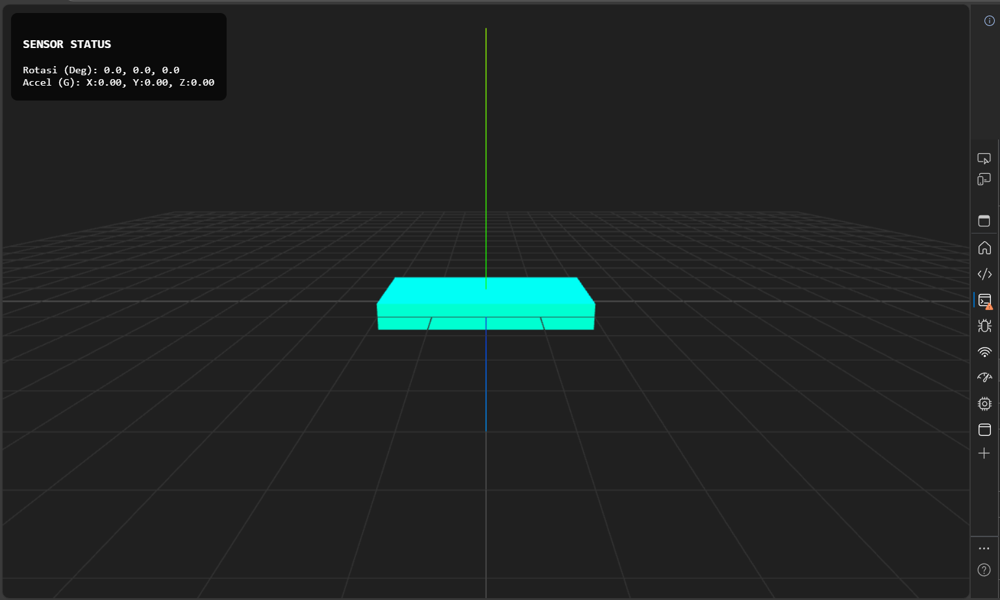 SENSOR STATUS
Rotasi (Deg): 0.0, 0.0, 0.0
Accel (G): X:0.00, Y:0.00, Z:0.00